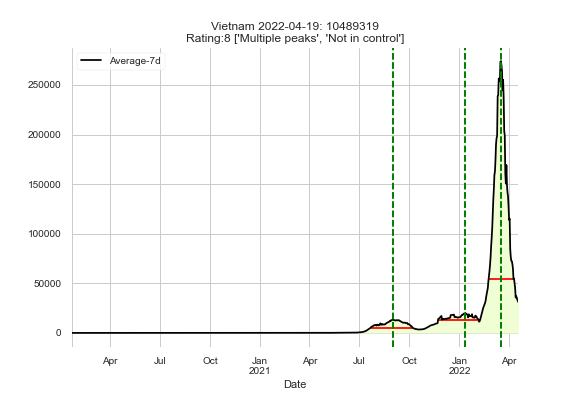 Vietnam 2022-04-19: 10489319
Rating:8 ['Multiple peaks', 'Not in control']
Average-7d
250000
200000
150000
100000
50000
0
Apr Jul Oct Jan Apr Jul Oct Jan Apr
2021 2022
Date